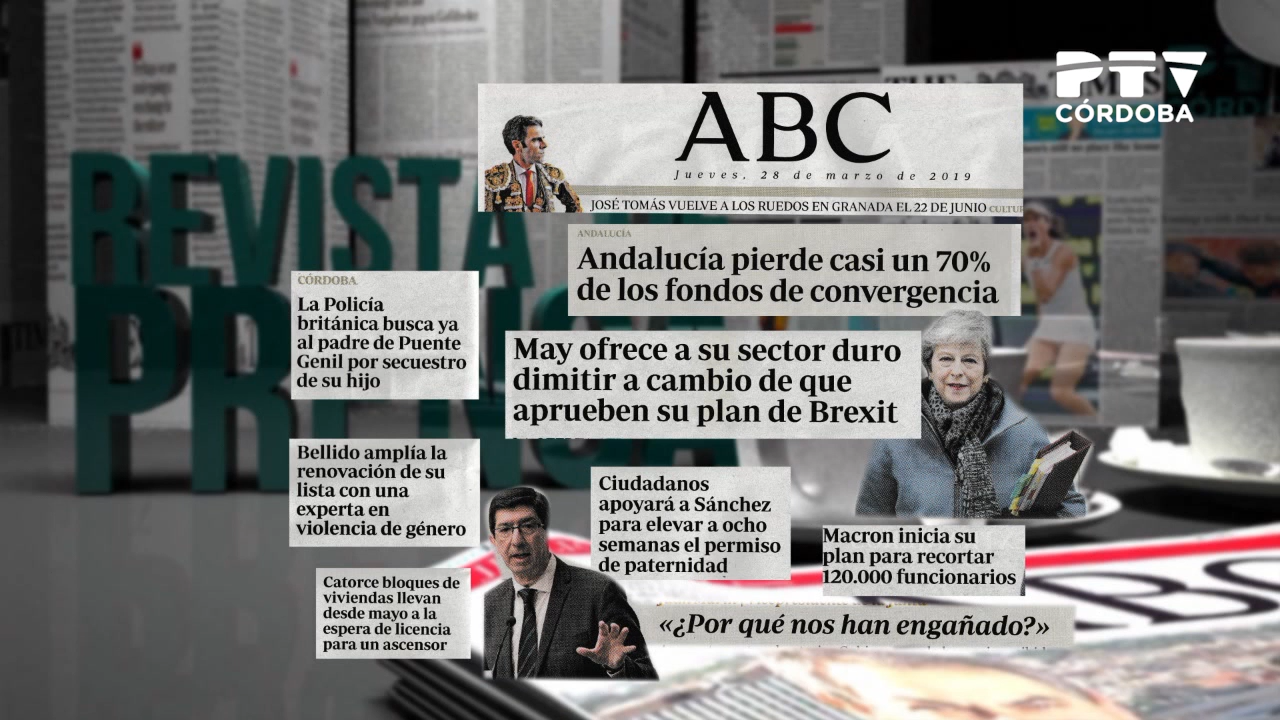 PTV
CÓRDOBA
REVISTA
PRENSA
ABC
Jueves, 28 de marzo de 2019
JOSÉ TOMÁS VUELVE A LOS RUEDOS EN GRANADA EL 22 DE JUNIO
ANDALUCÍA
Andalucía pierde casi un 70%
de los fondos de convergencia
CÓRDOBA
La Policía
británica busca ya
al padre de Puente
Genil por secuestro
de su hijo
May ofrece a su sector duro
dimitir a cambio de que
aprueben su plan de Brexit
Bellido amplía la
renovación de su
lista con una
experta en
violencia de género
Ciudadanos
apoyará a Sánchez
para elevar a ocho
semanas el permiso
de paternidad
Macron inicia su
plan para recortar
120.000 funcionarios
Catorce bloques de
viviendas llevan
desde mayo a la
espera de licencia
para un ascensor
«¿Por qué nos han engañado?»